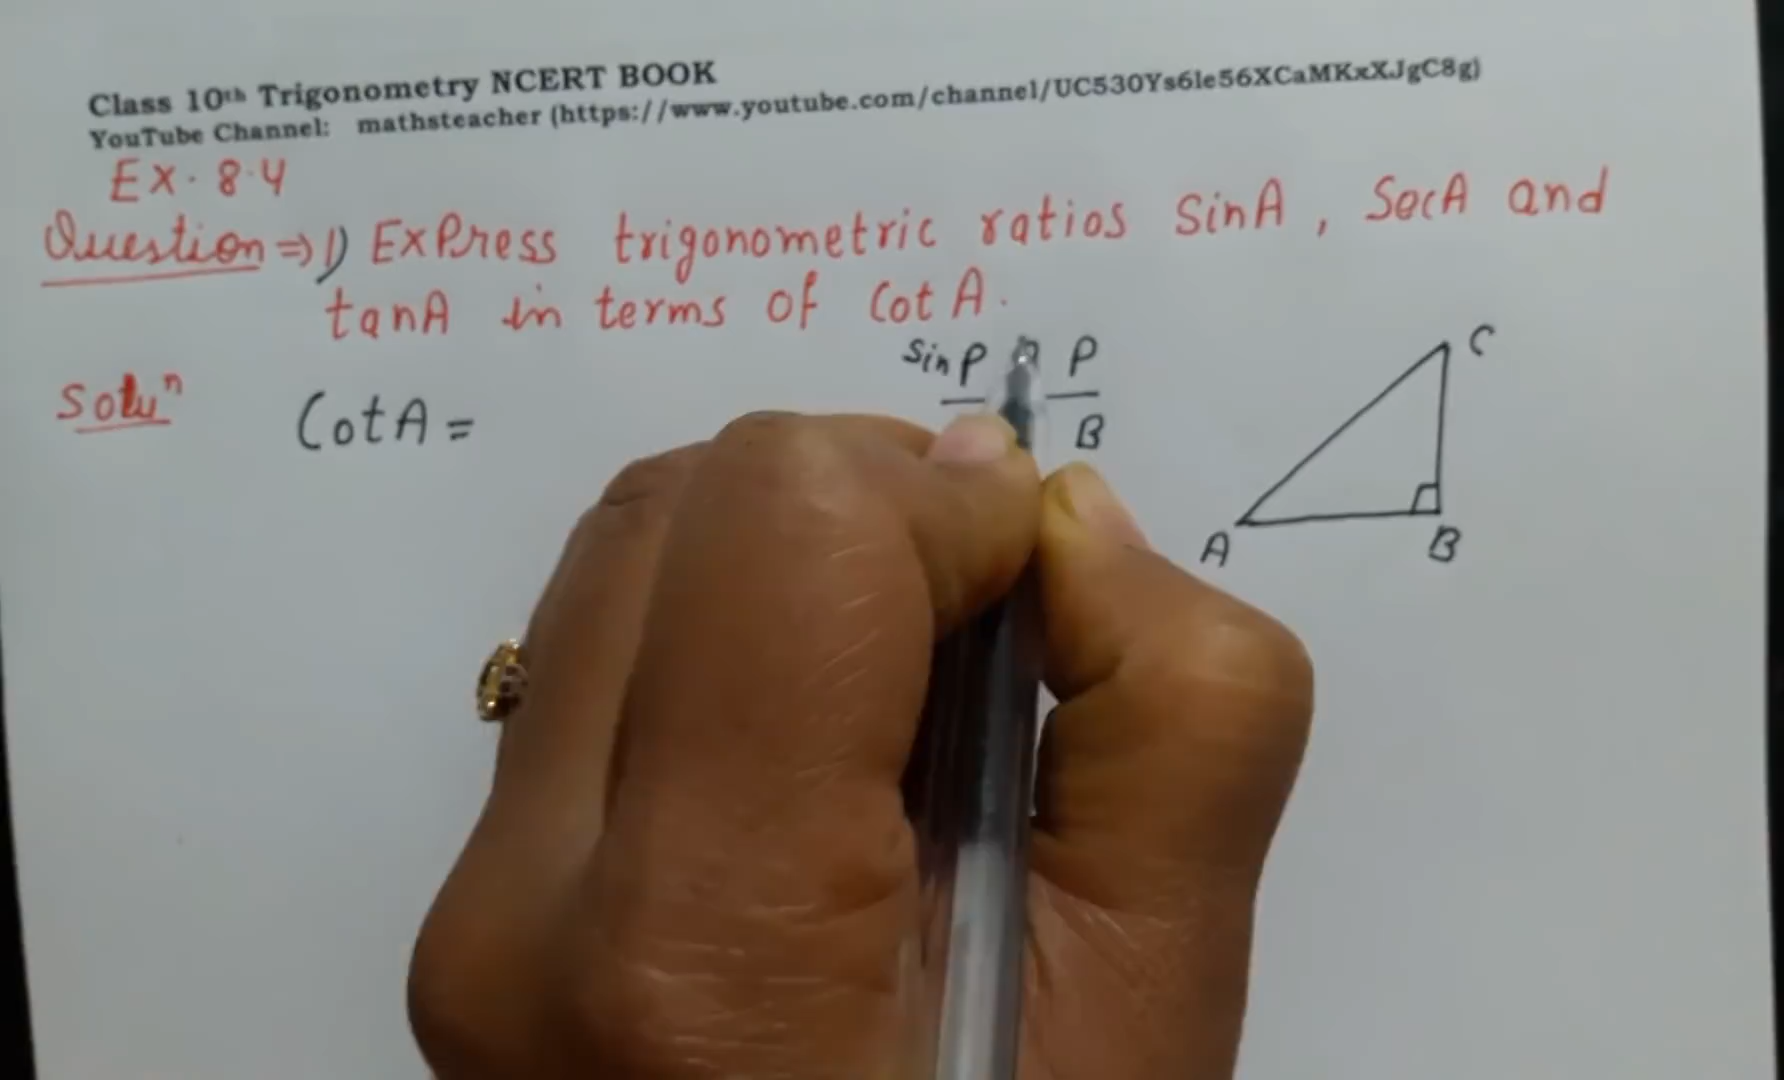 Class 10th Trigonometry NCERT BOOK
YouTube Channel: mathsteacher (https://www.youtube.com/channel/UC530Ys6le56XCaMKxXJgC8g)
EX. 8.4
Question ⇒ 1) Express trigonometric ratios SinA, SecA and
tanA in terms of Cot A.
Soluⁿ
CotA =
Sin P P
B
C
A B